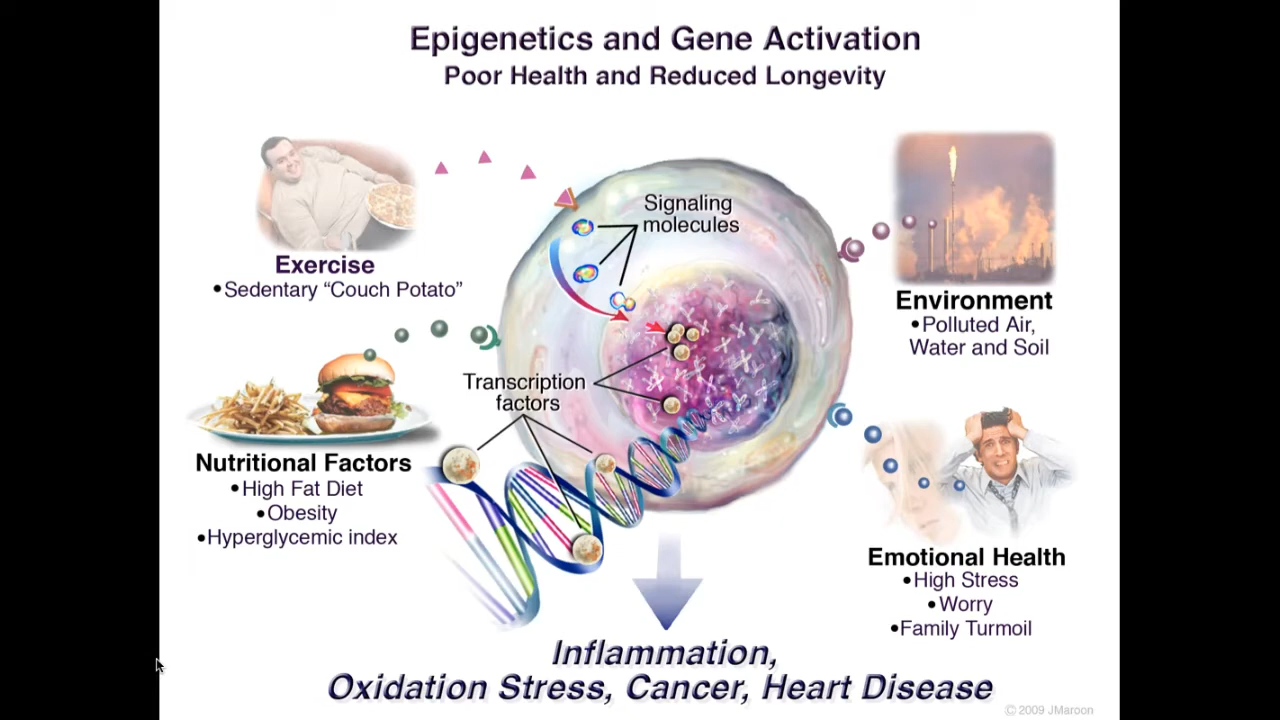 Epigenetics and Gene Activation
Poor Health and Reduced Longevity
Signaling
molecules
Exercise
•Sedentary “Couch Potato”
Environment
•Polluted Air,
Water and Soil
Transcription
factors
Nutritional Factors
•High Fat Diet
•Obesity
•Hyperglycemic index
Emotional Health
•High Stress
•Worry
•Family Turmoil
Inflammation,
Oxidation Stress, Cancer, Heart Disease
© 2009 JMaroon